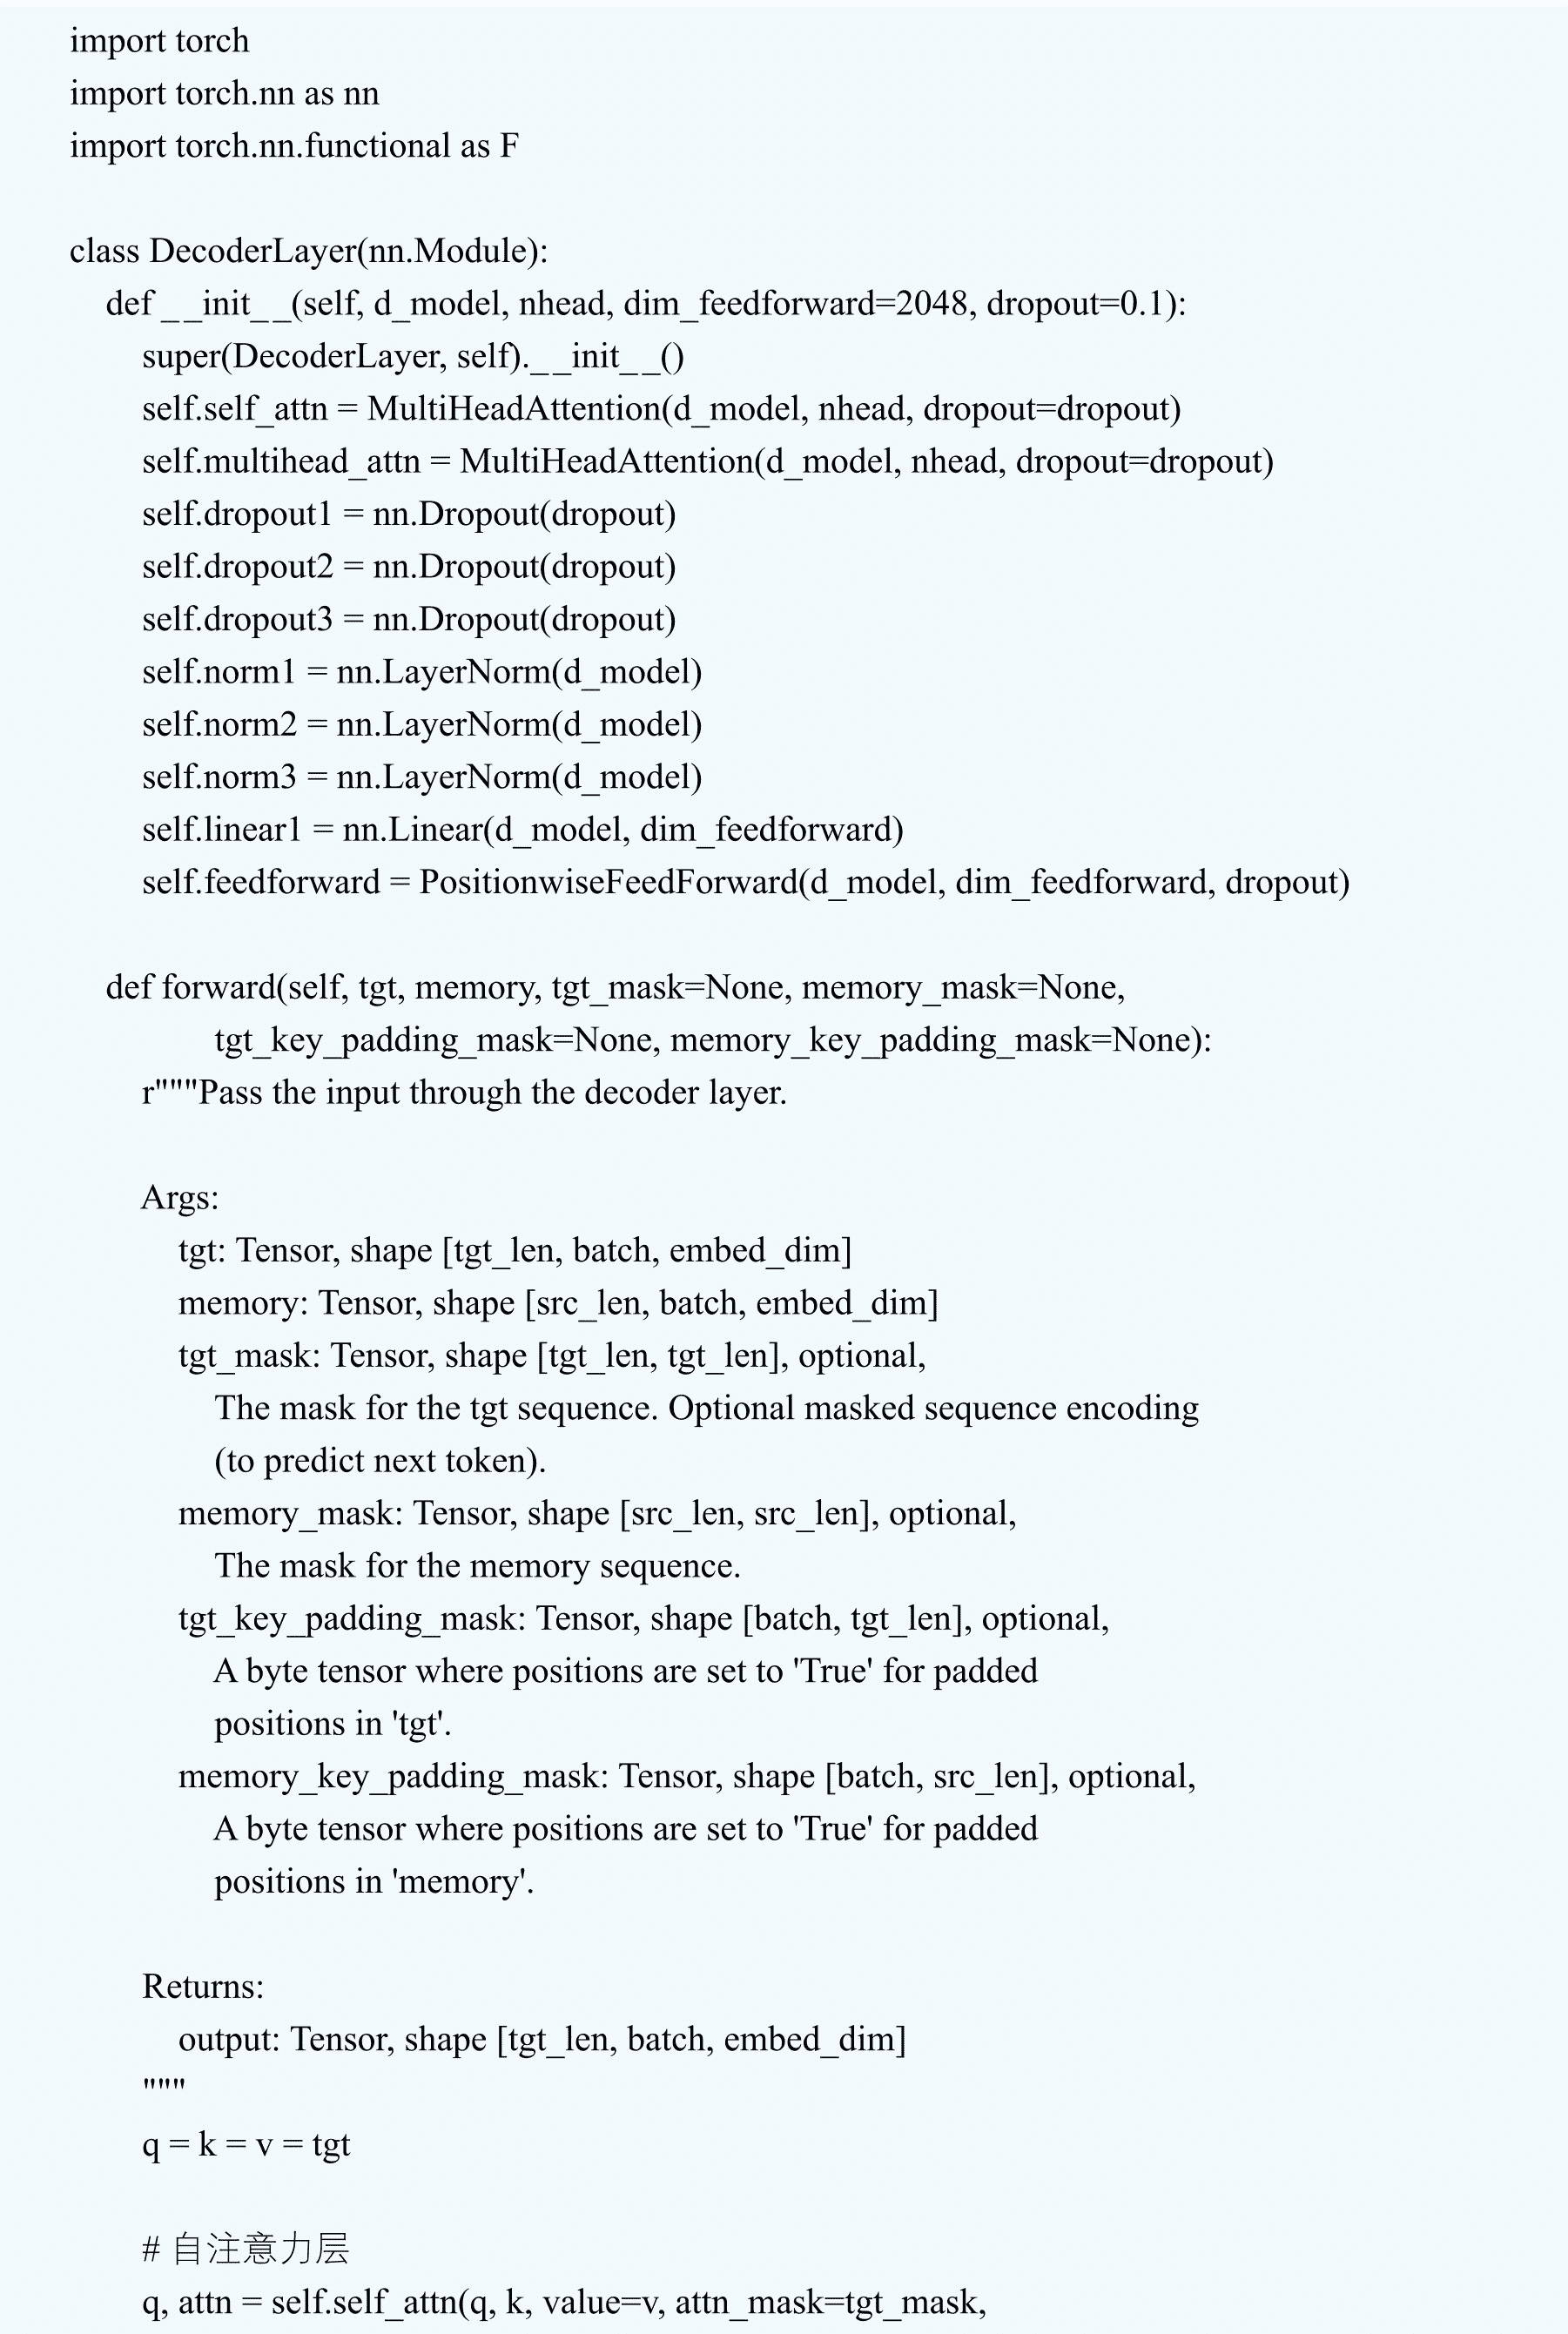 import torch
import torch.nn as nn
import torch.nn.functional as F
class DecoderLayer(nn.Module):
def __init__(self, d_model, nhead, dim_feedforward=2048, dropout=0.1):
super(DecoderLayer, self).__init__()
self.self_attn = MultiHeadAttention(d_model, nhead, dropout=dropout)
self.multihead_attn = MultiHeadAttention(d_model, nhead, dropout=dropout)
self.dropout1 = nn.Dropout(dropout)
self.dropout2 = nn.Dropout(dropout)
self.dropout3 = nn.Dropout(dropout)
self.norm1 = nn.LayerNorm(d_model)
self.norm2 = nn.LayerNorm(d_model)
self.norm3 = nn.LayerNorm(d_model)
self.linear1 = nn.Linear(d_model, dim_feedforward)
self.feedforward = PositionwiseFeedForward(d_model, dim_feedforward, dropout)
def forward(self, tgt, memory, tgt_mask=None, memory_mask=None,
tgt_key_padding_mask=None, memory_key_padding_mask=None):
r"""Pass the input through the decoder layer.
Args:
tgt: Tensor, shape [tgt_len, batch, embed_dim]
memory: Tensor, shape [src_len, batch, embed_dim]
tgt_mask: Tensor, shape [tgt_len, tgt_len], optional,
The mask for the tgt sequence. Optional masked sequence encoding
(to predict next token).
memory_mask: Tensor, shape [src_len, src_len], optional,
The mask for the memory sequence.
tgt_key_padding_mask: Tensor, shape [batch, tgt_len], optional,
A byte tensor where positions are set to 'True' for padded
positions in 'tgt'.
memory_key_padding_mask: Tensor, shape [batch, src_len], optional,
A byte tensor where positions are set to 'True' for padded
positions in 'memory'.
Returns:
output: Tensor, shape [tgt_len, batch, embed_dim]
"""
q = k = v = tgt
# 自注意力层
q, attn = self.self_attn(q, k, value=v, attn_mask=tgt_mask,